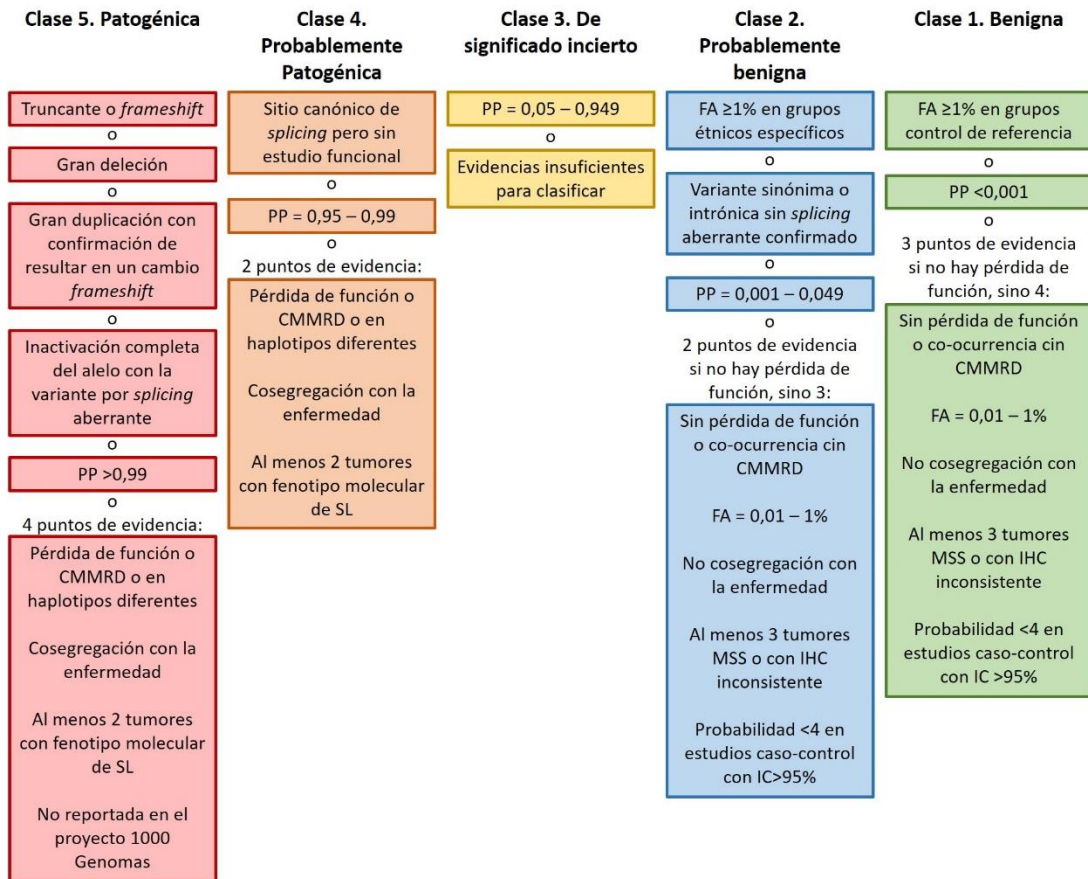 Clase 5. Patogénica
Truncante o frameshift
o
Gran deleción
o
Gran duplicación con
confirmación de
resultar en un cambio
frameshift
o
Inactivación completa
del alelo con la
variante por splicing
aberrante
o
PP >0,99
o
4 puntos de evidencia:
Pérdida de función o
CMMRD o en
haplotipos diferentes
Cosegregación con la
enfermedad
Al menos 2 tumores
con fenotipo molecular
de SL
No reportada en el
proyecto 1000
Genomas
Clase 4.
Probablemente
Patogénica
Sitio canónico de
splicing pero sin
estudio funcional
o
PP = 0,95 – 0,99
o
2 puntos de evidencia:
Pérdida de función o
CMMRD o en
haplotipos diferentes
Cosegregación con la
enfermedad
Al menos 2 tumores
con fenotipo molecular
de SL
Clase 3. De
significado incierto
PP = 0,05 – 0,949
o
Evidencias insuficientes
para clasificar
Clase 2.
Probablemente
benigna
FA ≥1% en grupos
étnicos específicos
o
Variante sinónima o
intrónica sin splicing
aberrante confirmado
o
PP = 0,001 – 0,049
o
2 puntos de evidencia
si no hay pérdida de
función, sino 3:
Sin pérdida de función
o co-ocurrencia cin
CMMRD
FA = 0,01 – 1%
No cosegregación con
la enfermedad
Al menos 3 tumores
MSS o con IHC
inconsistente
Probabilidad <4 en
estudios caso-control
con IC>95%
Clase 1. Benigna
FA ≥1% en grupos
control de referencia
o
PP <0,001
o
3 puntos de evidencia
si no hay pérdida de
función, sino 4:
Sin pérdida de función
o co-ocurrencia cin
CMMRD
FA = 0,01 – 1%
No cosegregación con
la enfermedad
Al menos 3 tumores
MSS o con IHC
inconsistente
Probabilidad <4 en
estudios caso-control
con IC >95%